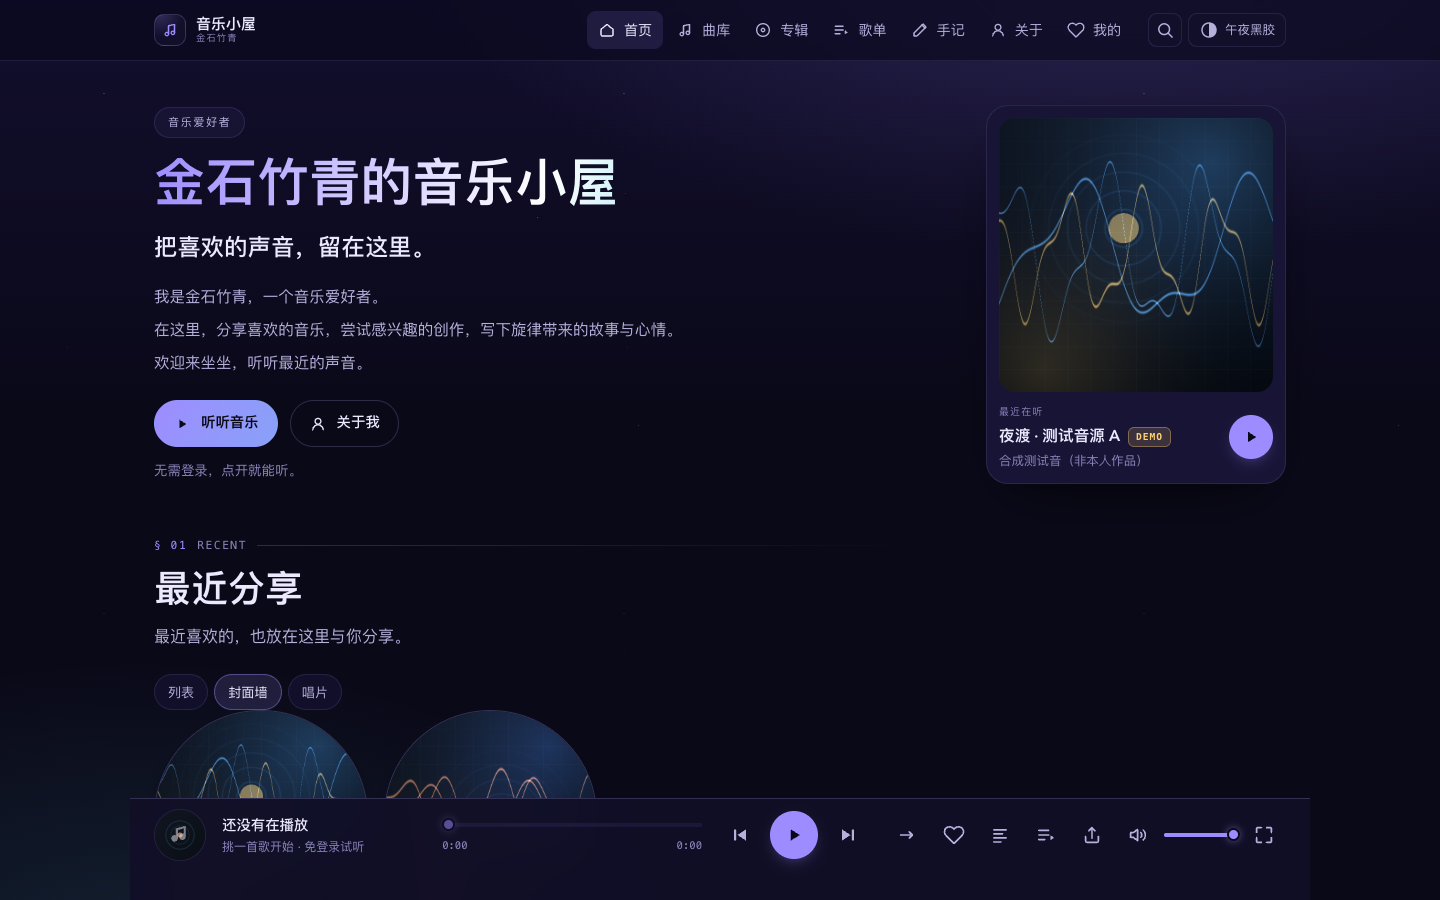 音乐小屋
金石竹青
首页
曲库
专辑
歌单
手记
关于
我的
午夜黑胶
音乐爱好者
金石竹青的音乐小屋
把喜欢的声音，留在这里。
我是金石竹青，一个音乐爱好者。
在这里，分享喜欢的音乐，尝试感兴趣的创作，写下旋律带来的故事与心情。
欢迎来坐坐，听听最近的声音。
听听音乐
关于我
无需登录，点开就能听。
最近在听
夜渡 · 测试音源 A DEMO
合成测试音（非本人作品）
§ 01 RECENT
最近分享
最近喜欢的，也放在这里与你分享。
列表
封面墙
唱片
还没有在播放
挑一首歌开始 · 免登录试听
0:00
0:00